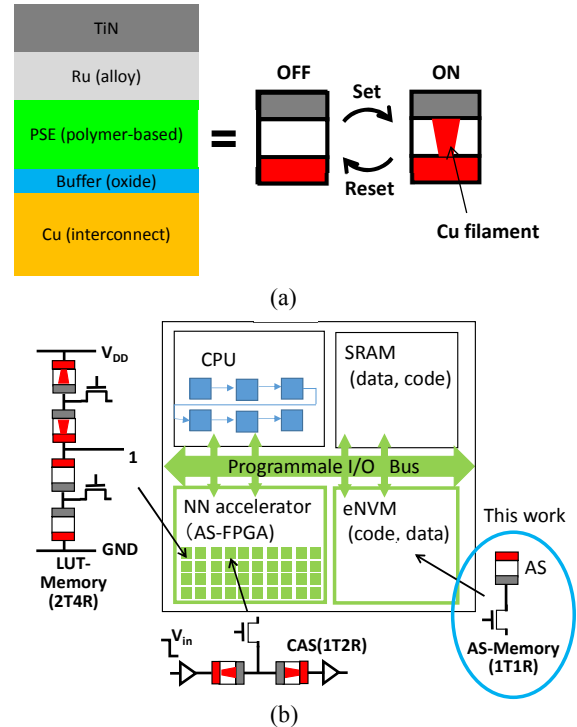 TiN
Ru (alloy)
PSE (polymer-based)
Buffer (oxide)
Cu (interconnect)
=
OFF
ON
Set
Reset
Cu filament
(a)
VDD
1
GND
LUT-
Memory
(2T4R)
CPU
SRAM
(data, code)
Programmale I/O Bus
NN accelerator
(AS-FPGA)
eNVM
(code, data)
This work
AS
AS-Memory
(1T1R)
Vin
CAS(1T2R)
(b)